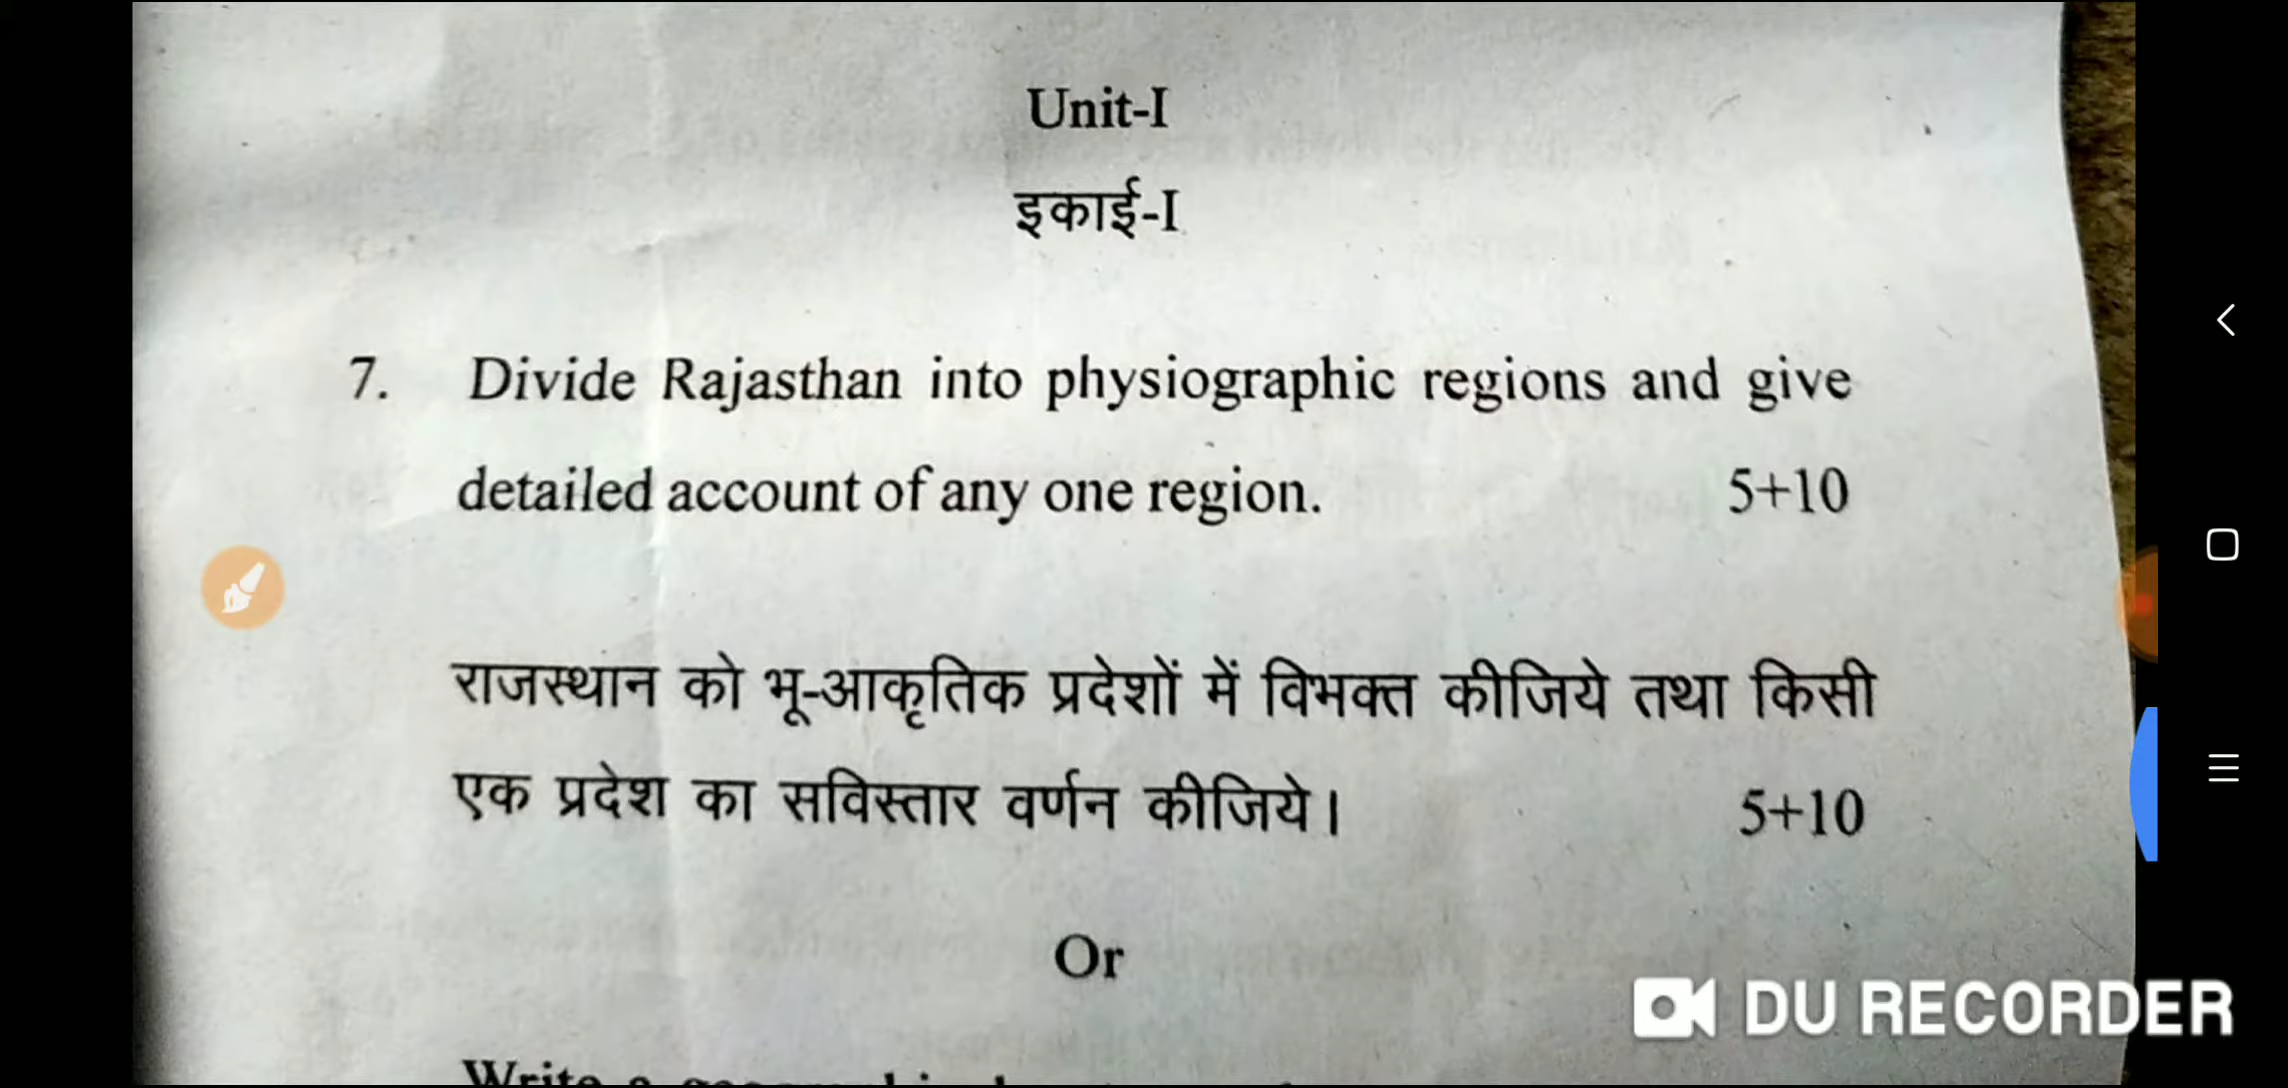 Unit-I
इकाई-I
7. Divide Rajasthan into physiographic regions and give
detailed account of any one region. 5+10
राजस्थान को भू-आकृतिक प्रदेशों में विभक्त कीजिये तथा किसी
एक प्रदेश का सविस्तार वर्णन कीजिये। 5+10
Or
Write a
DU RECORDER